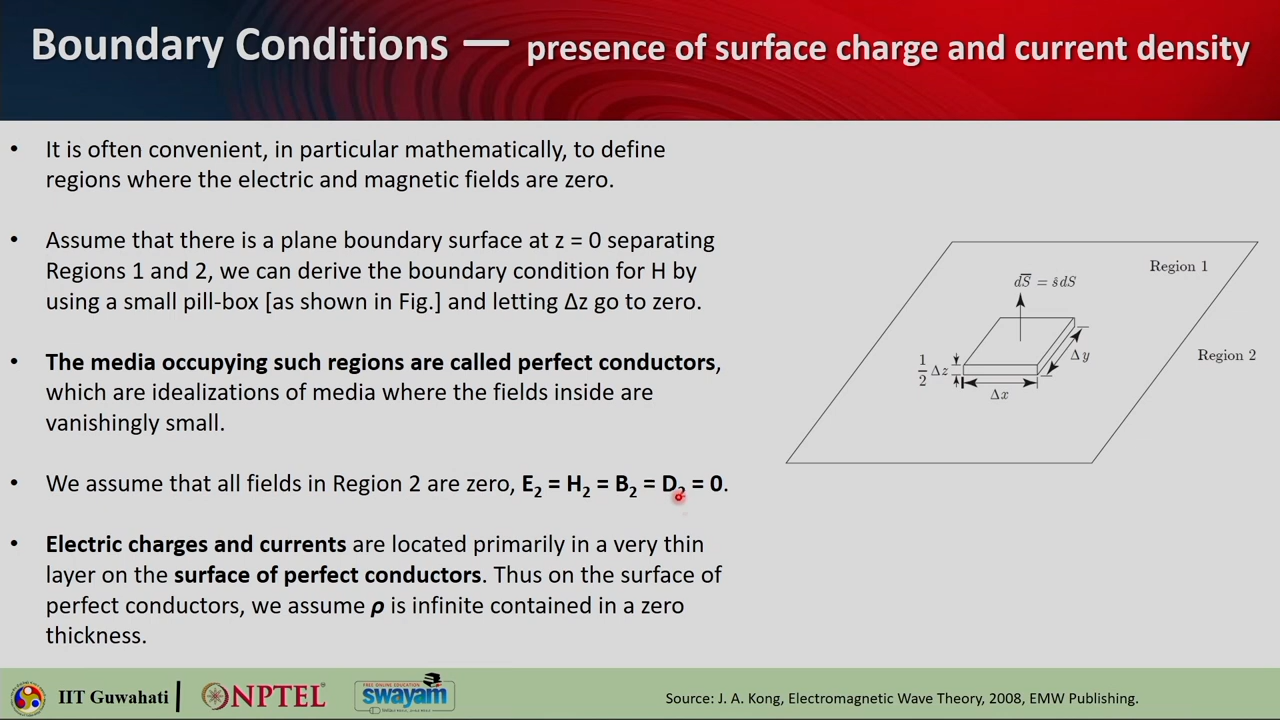 Boundary Conditions — presence of surface charge and current density
• It is often convenient, in particular mathematically, to define
regions where the electric and magnetic fields are zero.
• Assume that there is a plane boundary surface at z = 0 separating
Regions 1 and 2, we can derive the boundary condition for H by
using a small pill-box [as shown in Fig.] and letting Δz go to zero.
• The media occupying such regions are called perfect conductors,
which are idealizations of media where the fields inside are
vanishingly small.
• We assume that all fields in Region 2 are zero, E₂ = H₂ = B₂ = D₂ = 0.
• Electric charges and currents are located primarily in a very thin
layer on the surface of perfect conductors. Thus on the surface of
perfect conductors, we assume ρ is infinite contained in a zero
thickness.
Region 1
dS̅ = ŝdS
Region 2
Δy
1/2 Δz
Δx
IIT Guwahati
NPTEL
FREE ONLINE EDUCATION
swayam
Source: J. A. Kong, Electromagnetic Wave Theory, 2008, EMW Publishing.